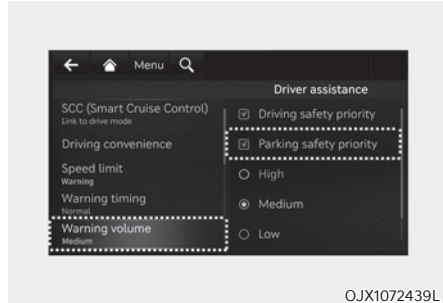 Menu
Driver assistance
SCC (Smart Cruise Control)
Link to drive mode
Driving convenience
Speed limit
Warning
Warning timing
Normal
Warning volume
Medium
Driving safety priority
Parking safety priority
High
Medium
Low
OJX1072439L